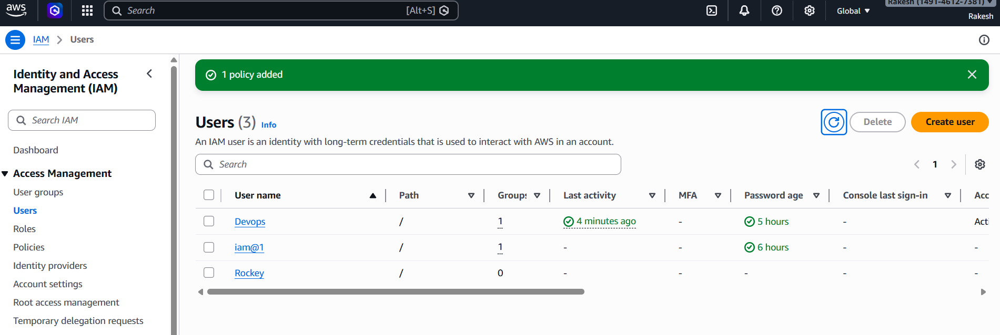 aws
Search [Alt+S]
Global
Rakesh (1491-4612-7381)
Rakesh
IAM > Users
Identity and Access
Management (IAM)
Search IAM
Dashboard
Access Management
User groups
Users
Roles
Policies
Identity providers
Account settings
Root access management
Temporary delegation requests
1 policy added
Users (3) Info
Delete
Create user
An IAM user is an identity with long-term credentials that is used to interact with AWS in an account.
Search
1
User name Path Groups Last activity MFA Password age Console last sign-in Acc
Devops / 1 4 minutes ago - 5 hours - Acti
iam@1 / 1 - - 6 hours - -
Rockey / 0 - - - - -